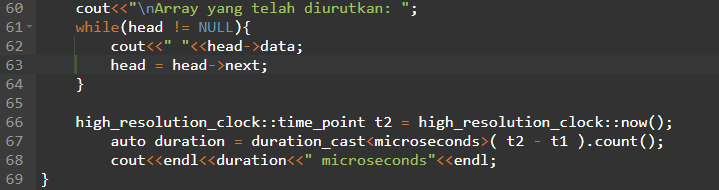 60 cout<<"\nArray yang telah diurutkan: ";
61 while(head != NULL){
62 cout<<" "<<head->data;
63 head = head->next;
64 }
65
66 high_resolution_clock::time_point t2 = high_resolution_clock::now();
67 auto duration = duration_cast<microseconds>( t2 - t1 ).count();
68 cout<<endl<<duration<<" microseconds"<<endl;
69 }